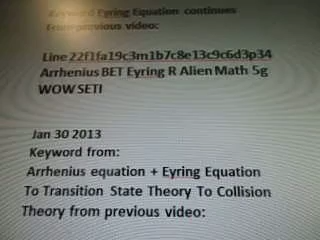 Keyword Eyring Equation continues
From previous video:
Line 22f1fa19c3m1b7c8e13c9c6d3p34
Arrhenius BET Eyring R Alien Math 5g
WOW SETI
Jan 30 2013
Keyword from:
Arrhenius equation + Eyring Equation
To Transition State Theory To Collision
Theory from previous video: